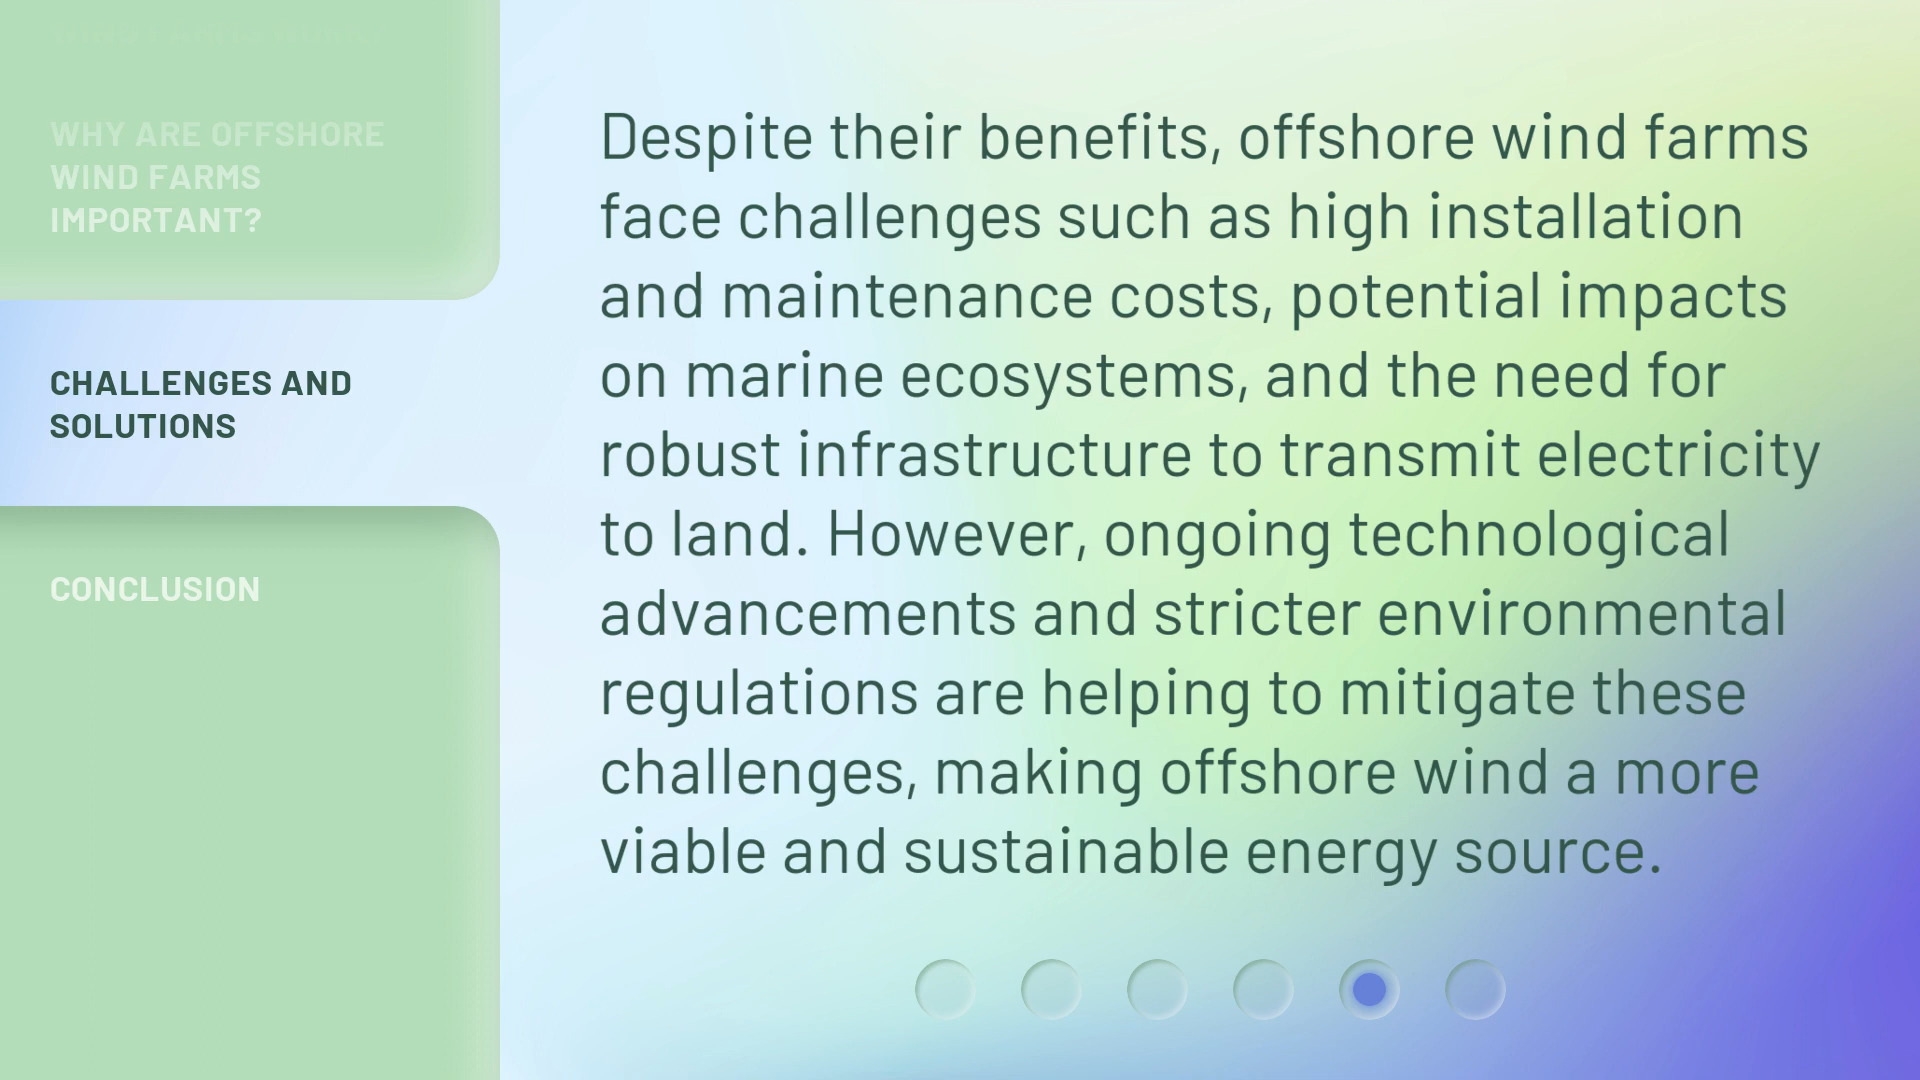 WHY ARE OFFSHORE
WIND FARMS
IMPORTANT?
CHALLENGES AND
SOLUTIONS
CONCLUSION
Despite their benefits, offshore wind farms
face challenges such as high installation
and maintenance costs, potential impacts
on marine ecosystems, and the need for
robust infrastructure to transmit electricity
to land. However, ongoing technological
advancements and stricter environmental
regulations are helping to mitigate these
challenges, making offshore wind a more
viable and sustainable energy source.